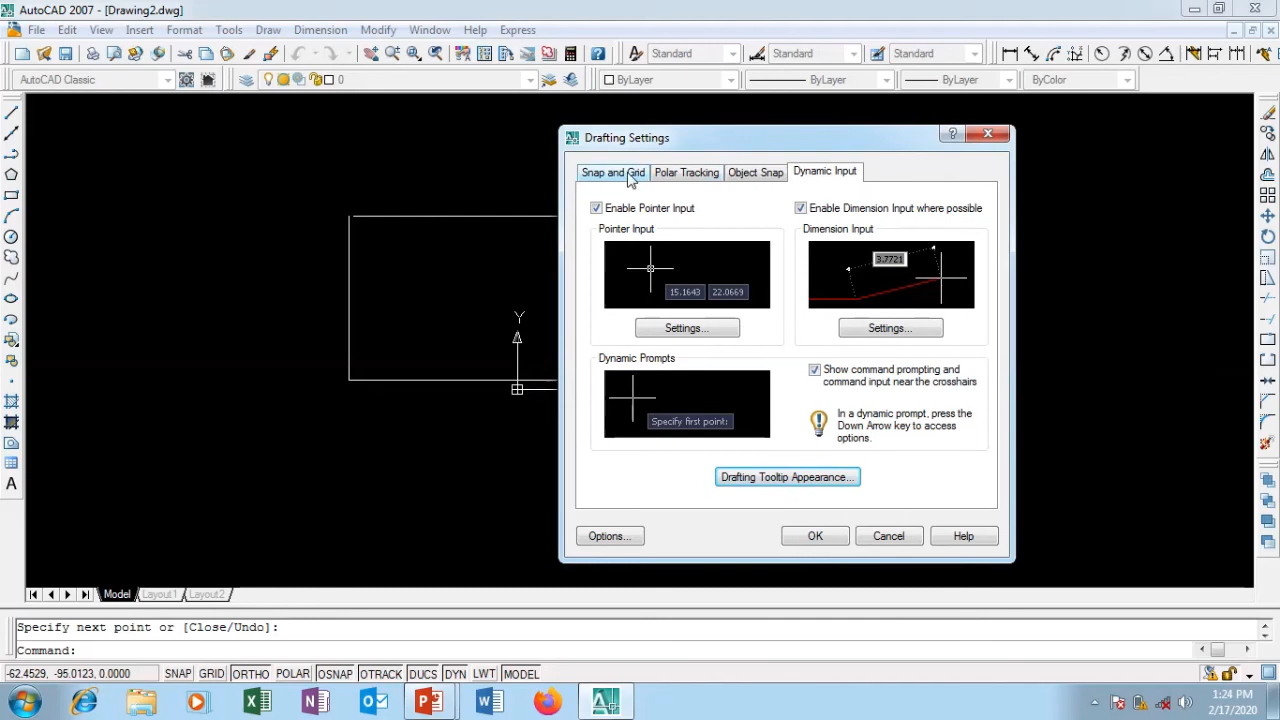 AutoCAD 2007 - [Drawing2.dwg]
File Edit View Insert Format Tools Draw Dimension Modify Window Help Express
Standard Standard Standard
AutoCAD Classic 0 ByLayer ByLayer ByLayer ByColor
Drafting Settings
Snap and Grid Polar Tracking Object Snap Dynamic Input
Enable Pointer Input Enable Dimension Input where possible
Pointer Input Dimension Input
3.7721
15.1643 22.0669
Settings... Settings...
Dynamic Prompts
Show command prompting and
command input near the crosshairs
Specify first point:
In a dynamic prompt, press the
Down Arrow key to access
options.
Drafting Tooltip Appearance...
Options... OK Cancel Help
Y
A
Model Layout1 Layout2
Specify next point or [Close/Undo]:
Command:
-62.4529, -95.0123, 0.0000 SNAP GRID ORTHO POLAR OSNAP OTRACK DUCS DYN LWT MODEL
1:24 PM
2/17/2020